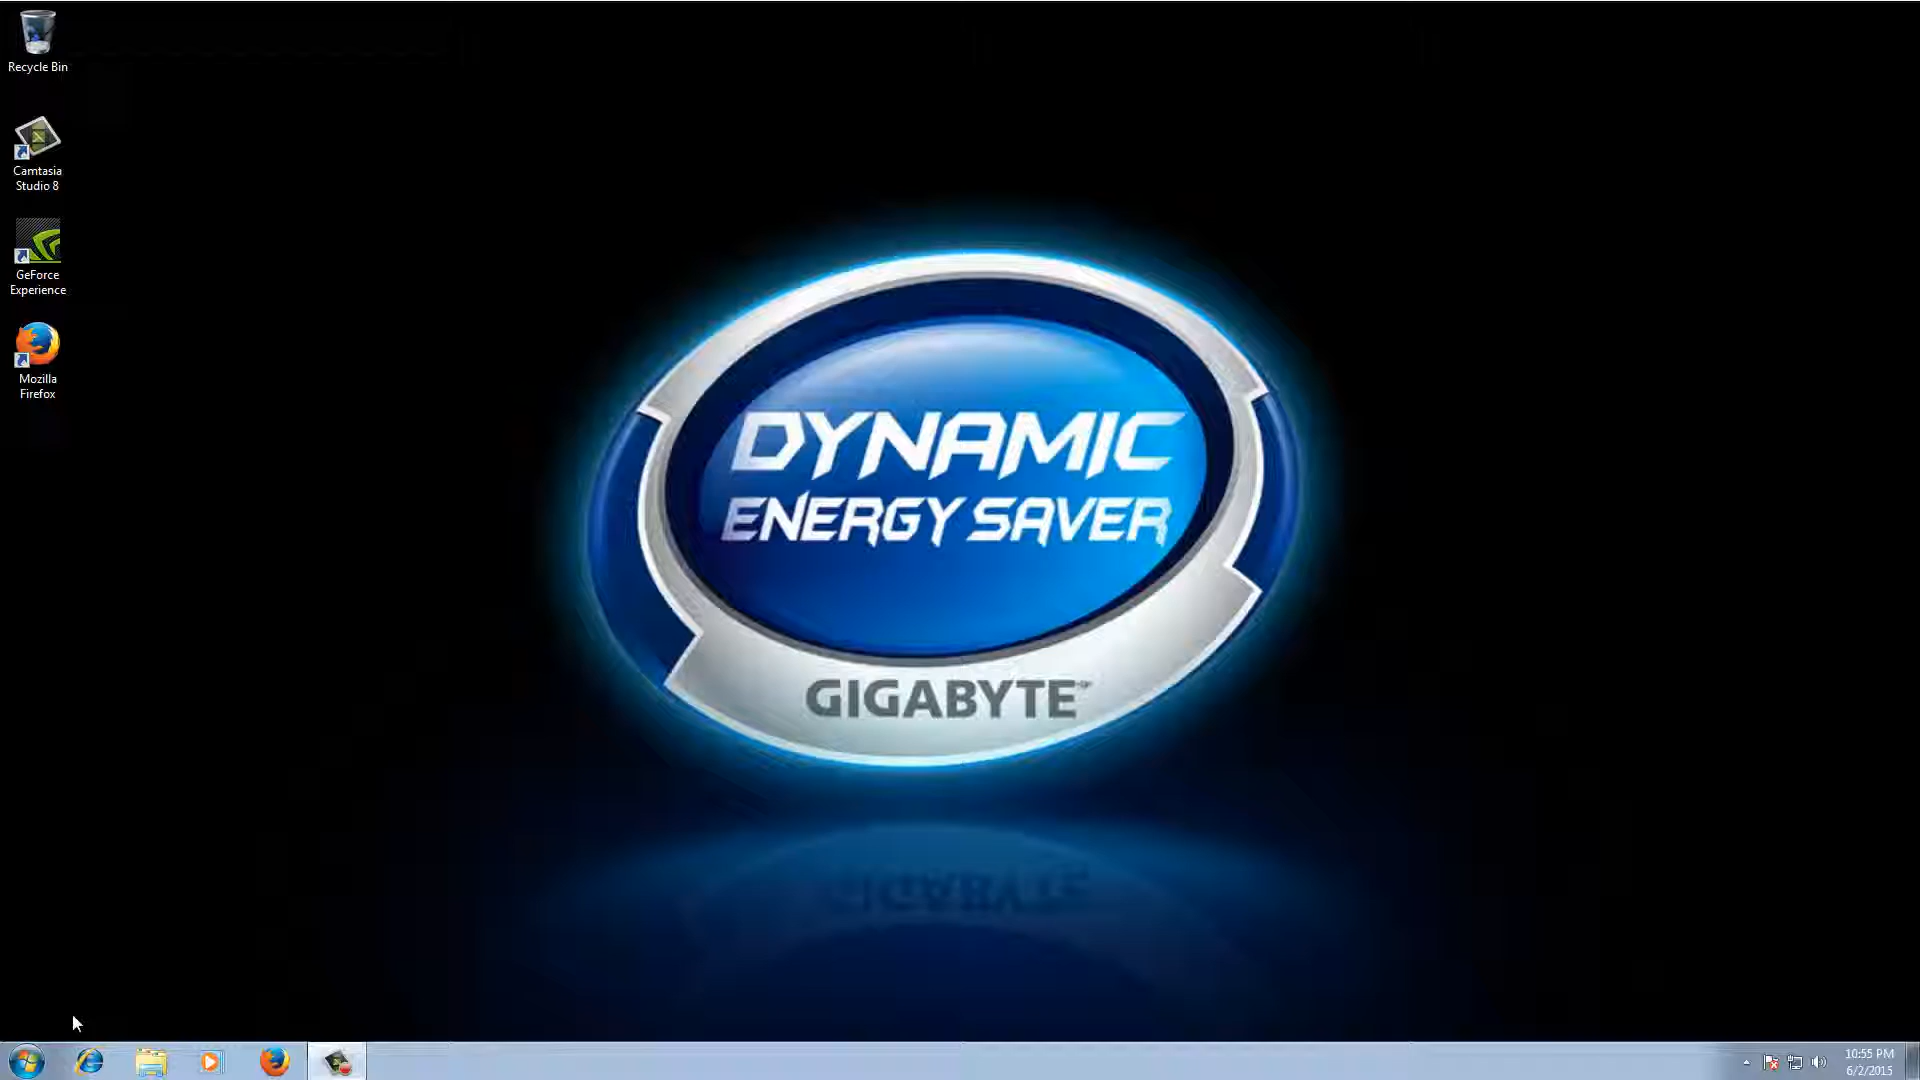 Recycle Bin
Camtasia
Studio 8
GeForce
Experience
Mozilla
Firefox
DYNAMIC
ENERGY SAVER
GIGABYTE
10:55 PM
6/2/2015